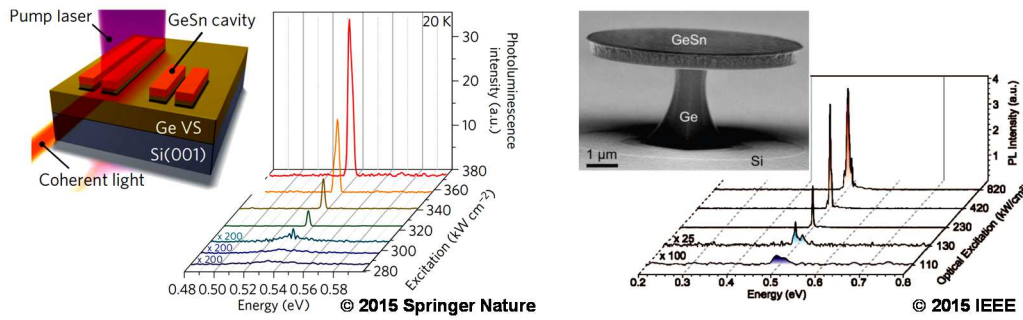 Pump laser
GeSn cavity
Ge VS
Si(001)
Coherent light
20 K
30
20
10
Photoluminescence
intensity (a.u.)
380
360
340
320
300
280
Excitation (kW cm⁻²)
x 200
x 200
x 200
0.48 0.50 0.52 0.54 0.56 0.58
Energy (eV)
© 2015 Springer Nature
GeSn
Ge
1 µm
Si
4
3
2
1
PL Intensity (a.u.)
820
420
230
130
110
Optical Excitation (kW/cm²)
x 25
x 100
0.2 0.3 0.4 0.5 0.6 0.7 0.8
Energy (eV)
© 2015 IEEE